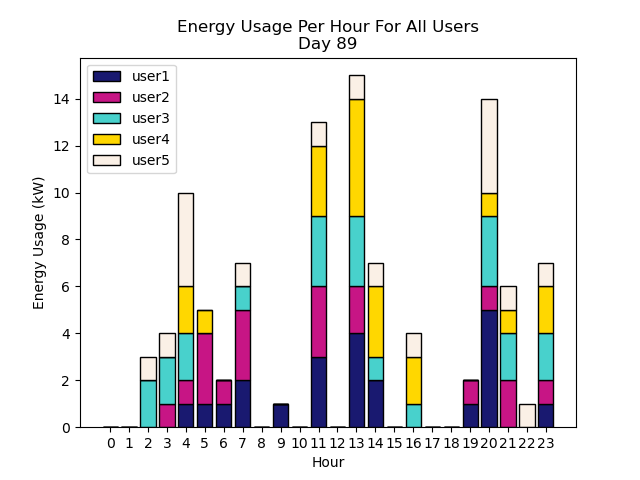 Energy Usage Per Hour For All Users
Day 89
user1
user2
user3
user4
user5
Energy Usage (kW)
14
12
10
8
6
4
2
0
0 1 2 3 4 5 6 7 8 9 10 11 12 13 14 15 16 17 18 19 20 21 22 23
Hour